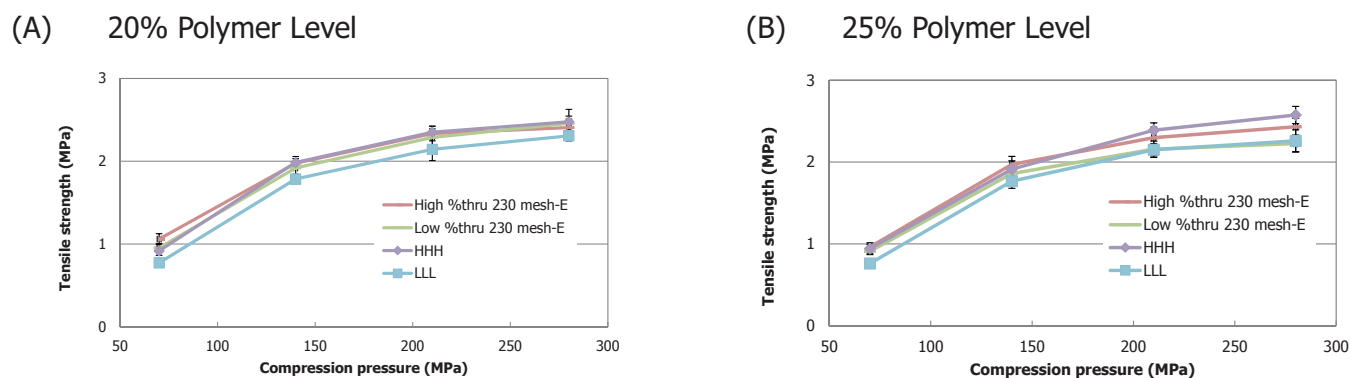 (A) 20% Polymer Level
3
2
1
0
50 100 150 200 250 300
Tensile strength (MPa)
Compression pressure (MPa)
High %thru 230 mesh-E
Low %thru 230 mesh-E
HHH
LLL
(B) 25% Polymer Level
3
2
1
0
50 100 150 200 250 300
Tensile strength (MPa)
Compression pressure (MPa)
High %thru 230 mesh-E
Low %thru 230 mesh-E
HHH
LLL